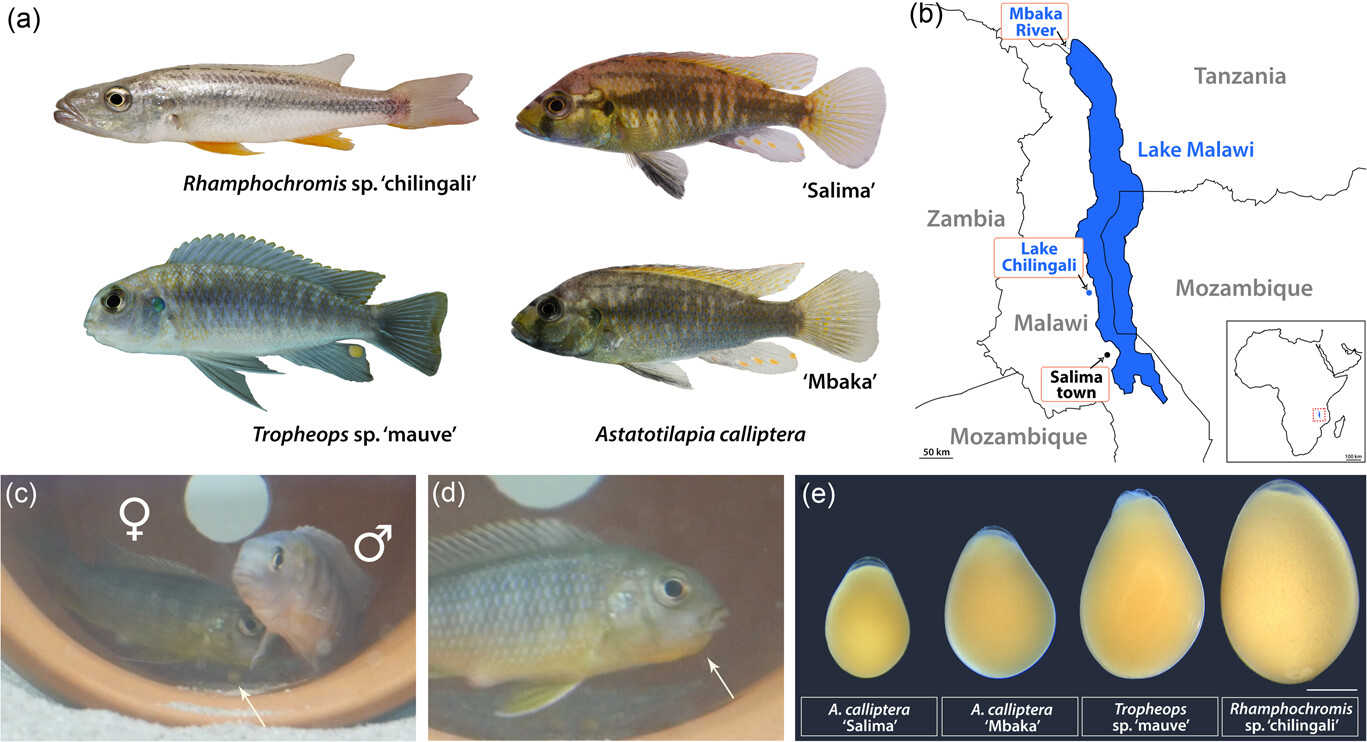 (a)
Rhamphochromis sp. ‘chilingali’
‘Salima’
Tropheops sp. ‘mauve’
‘Mbaka’
Astatotilapia calliptera
(b)
Mbaka
River
Tanzania
Lake Malawi
Zambia
Lake
Chilingali
Mozambique
Malawi
Salima
town
Mozambique
50 km
100 km
(c)
♀
♂
(d)
(e)
A. calliptera
‘Salima’
A. calliptera
‘Mbaka’
Tropheops
sp. ‘mauve’
Rhamphochromis
sp. ‘chilingali’